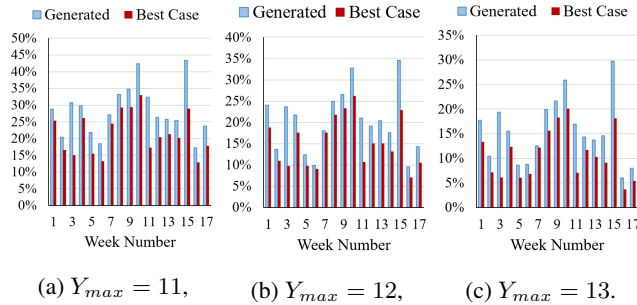 Generated Best Case
50%
45%
40%
35%
30%
25%
20%
15%
10%
5%
0%
1 3 5 7 9 11 13 15 17
Week Number
(a) Y_max = 11,
Generated Best Case
40%
35%
30%
25%
20%
15%
10%
5%
0%
1 3 5 7 9 11 13 15 17
Week Number
(b) Y_max = 12,
Generated Best Case
35%
30%
25%
20%
15%
10%
5%
0%
1 3 5 7 9 11 13 15 17
Week Number
(c) Y_max = 13.